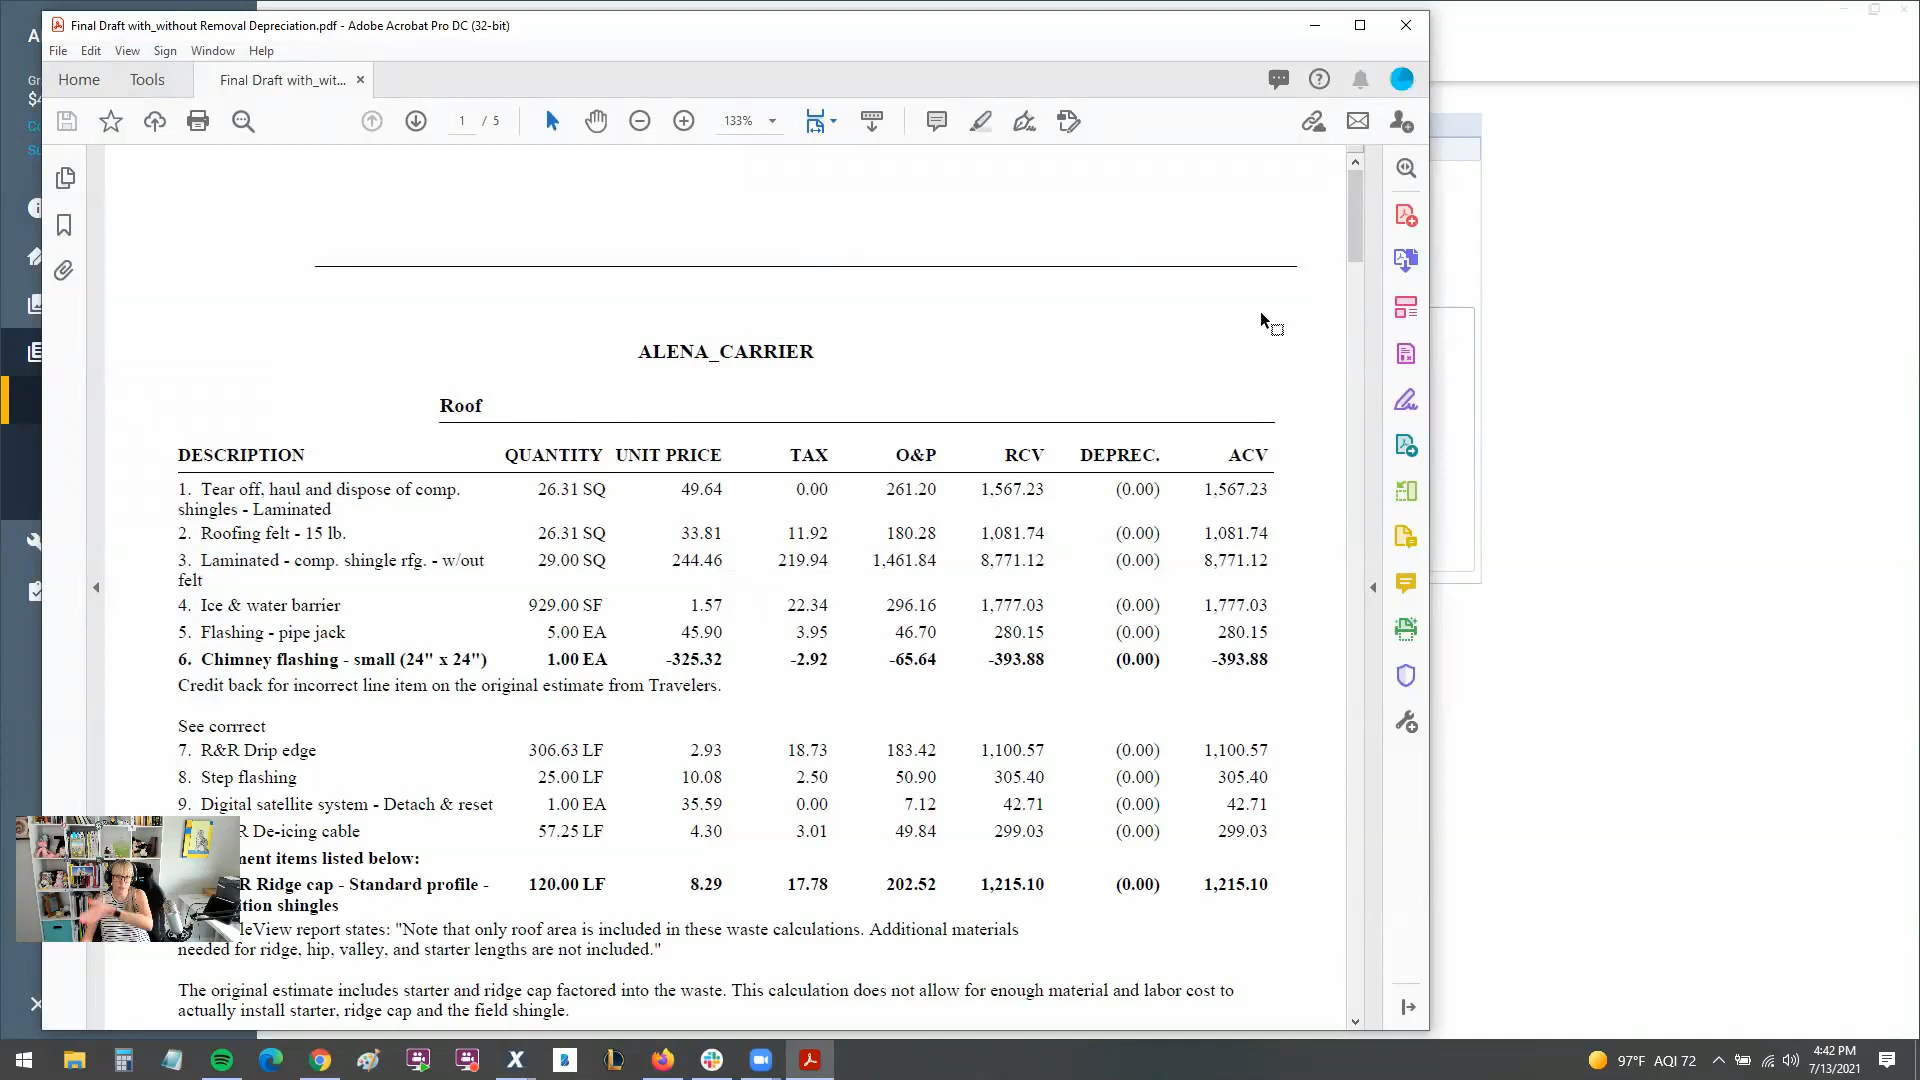 Final Draft with_without Removal Depreciation.pdf - Adobe Acrobat Pro DC (32-bit)
File Edit View Sign Window Help
Home Tools Final Draft with_wit... ×
1 / 5 133%
ALENA_CARRIER
Roof
DESCRIPTION QUANTITY UNIT PRICE TAX O&P RCV DEPREC. ACV
1. Tear off, haul and dispose of comp. 26.31 SQ 49.64 0.00 261.20 1,567.23 (0.00) 1,567.23
shingles - Laminated
2. Roofing felt - 15 lb. 26.31 SQ 33.81 11.92 180.28 1,081.74 (0.00) 1,081.74
3. Laminated - comp. shingle rfg. - w/out 29.00 SQ 244.46 219.94 1,461.84 8,771.12 (0.00) 8,771.12
felt
4. Ice & water barrier 929.00 SF 1.57 22.34 296.16 1,777.03 (0.00) 1,777.03
5. Flashing - pipe jack 5.00 EA 45.90 3.95 46.70 280.15 (0.00) 280.15
6. Chimney flashing - small (24" x 24") 1.00 EA -325.32 -2.92 -65.64 -393.88 (0.00) -393.88
Credit back for incorrect line item on the original estimate from Travelers.
See corrrect
7. R&R Drip edge 306.63 LF 2.93 18.73 183.42 1,100.57 (0.00) 1,100.57
8. Step flashing 25.00 LF 10.08 2.50 50.90 305.40 (0.00) 305.40
9. Digital satellite system - Detach & reset 1.00 EA 35.59 0.00 7.12 42.71 (0.00) 42.71
R De-icing cable 57.25 LF 4.30 3.01 49.84 299.03 (0.00) 299.03
ment items listed below:
R Ridge cap - Standard profile - 120.00 LF 8.29 17.78 202.52 1,215.10 (0.00) 1,215.10
tion shingles
leView report states: "Note that only roof area is included in these waste calculations. Additional materials
needed for ridge, hip, valley, and starter lengths are not included."
The original estimate includes starter and ridge cap factored into the waste. This calculation does not allow for enough material and labor cost to
actually install starter, ridge cap and the field shingle.
97°F AQI 72 4:42 PM
7/13/2021